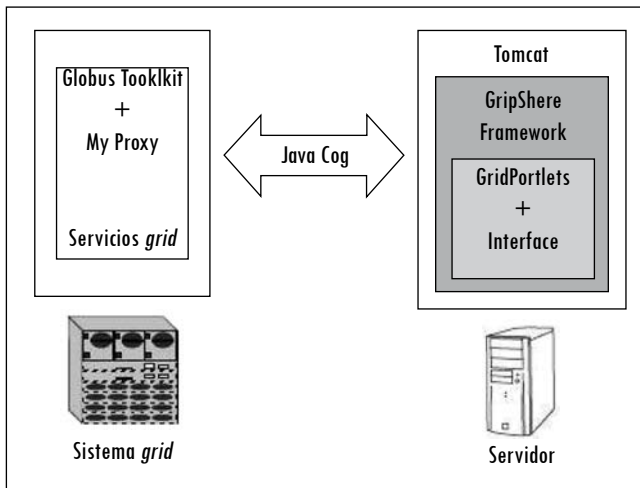 Globus Tooklkit
+
My Proxy
Servicios grid
Java Cog
Tomcat
GripShere
Framework
GridPortlets
+
Interface
Sistema grid
Servidor